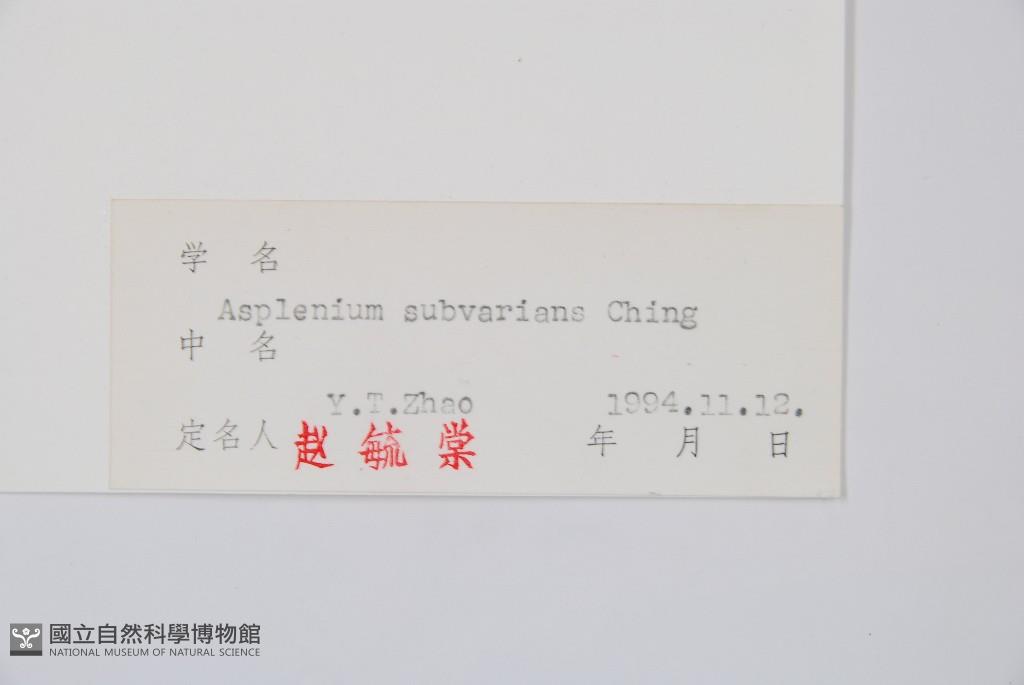 学 名
Asplenium subvarians Ching
中 名
Y.T.Zhao 1994.11.12.
定名人 赵 毓 棠 年 月 日
國立自然科學博物館
NATIONAL MUSEUM OF NATURAL SCIENCE